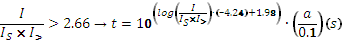 I / (I_S × I_>) > 2.66 → t = 10^((log(I / (I_S × I_>))·(−4.24)+1.98)) · (a / 0.1) (s)